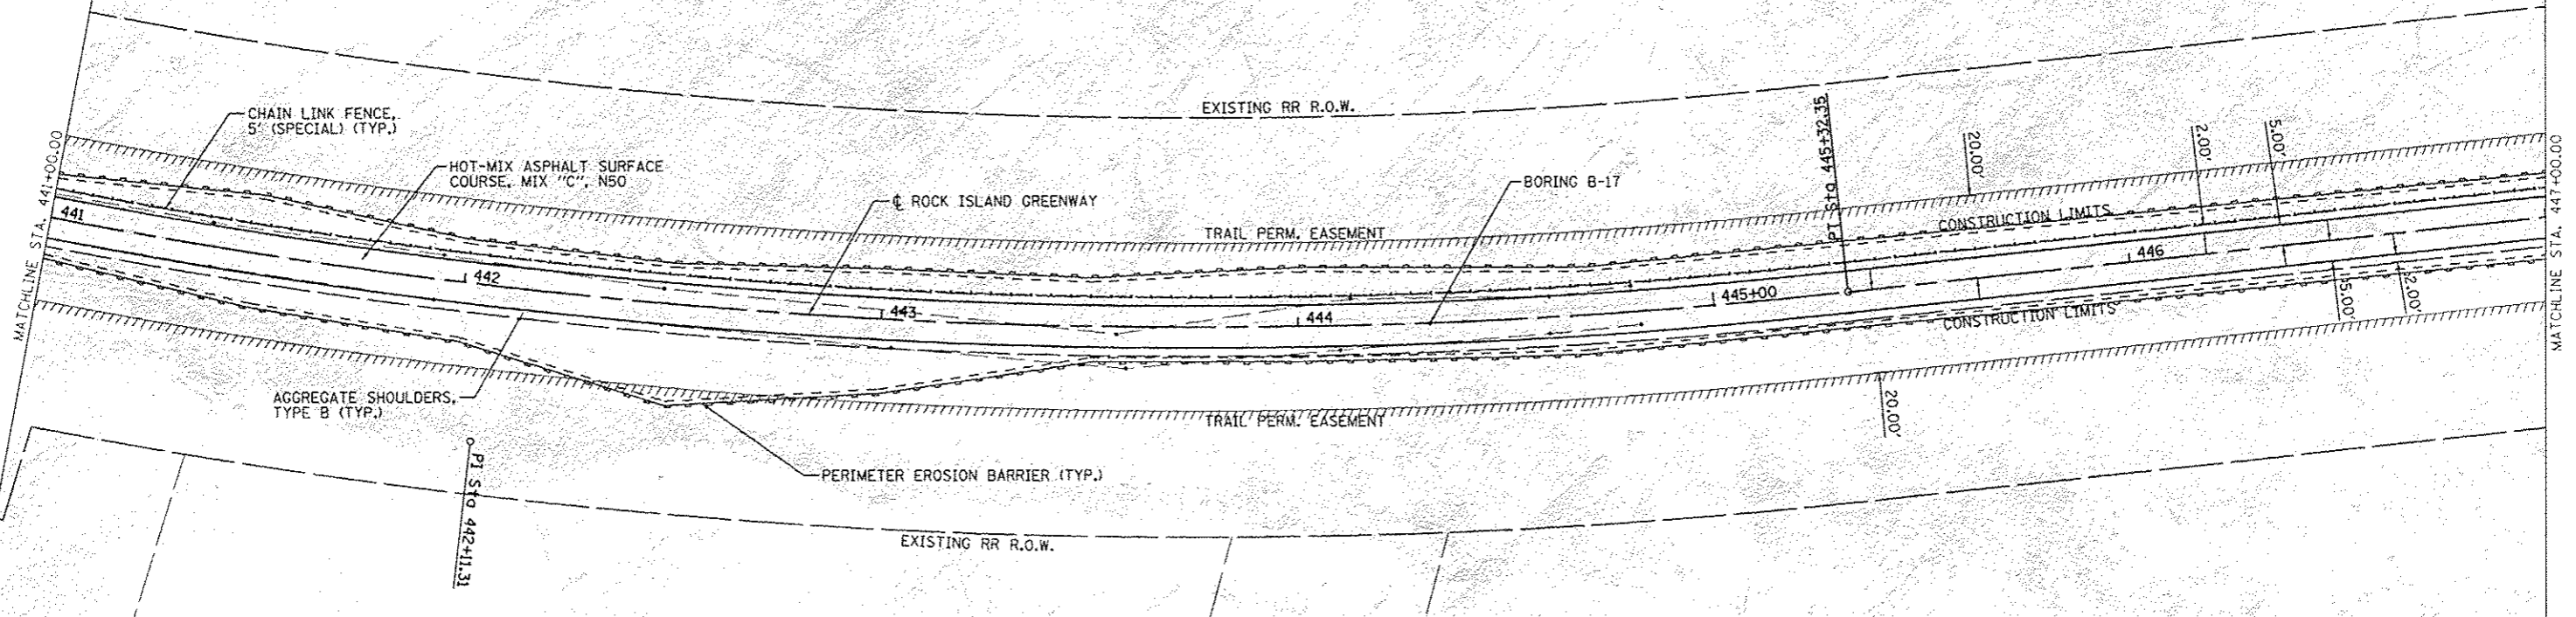 MATCHLINE STA. 441+00.00
CHAIN LINK FENCE,
5' (SPECIAL) (TYP.)
HOT-MIX ASPHALT SURFACE
COURSE, MIX "C", N50
℄ ROCK ISLAND GREENWAY
EXISTING RR R.O.W.
TRAIL PERM. EASEMENT
BORING B-17
PT Sta 445+32.35
20.00'
2.00'
5.00'
CONSTRUCTION LIMITS
441
442
443
444
445+00
446
CONSTRUCTION LIMITS
5.00'
2.00'
20.00'
AGGREGATE SHOULDERS,
TYPE B (TYP.)
TRAIL PERM. EASEMENT
PERIMETER EROSION BARRIER (TYP.)
PI Sta 442+11.31
EXISTING RR R.O.W.
MATCHLINE STA. 447+00.00